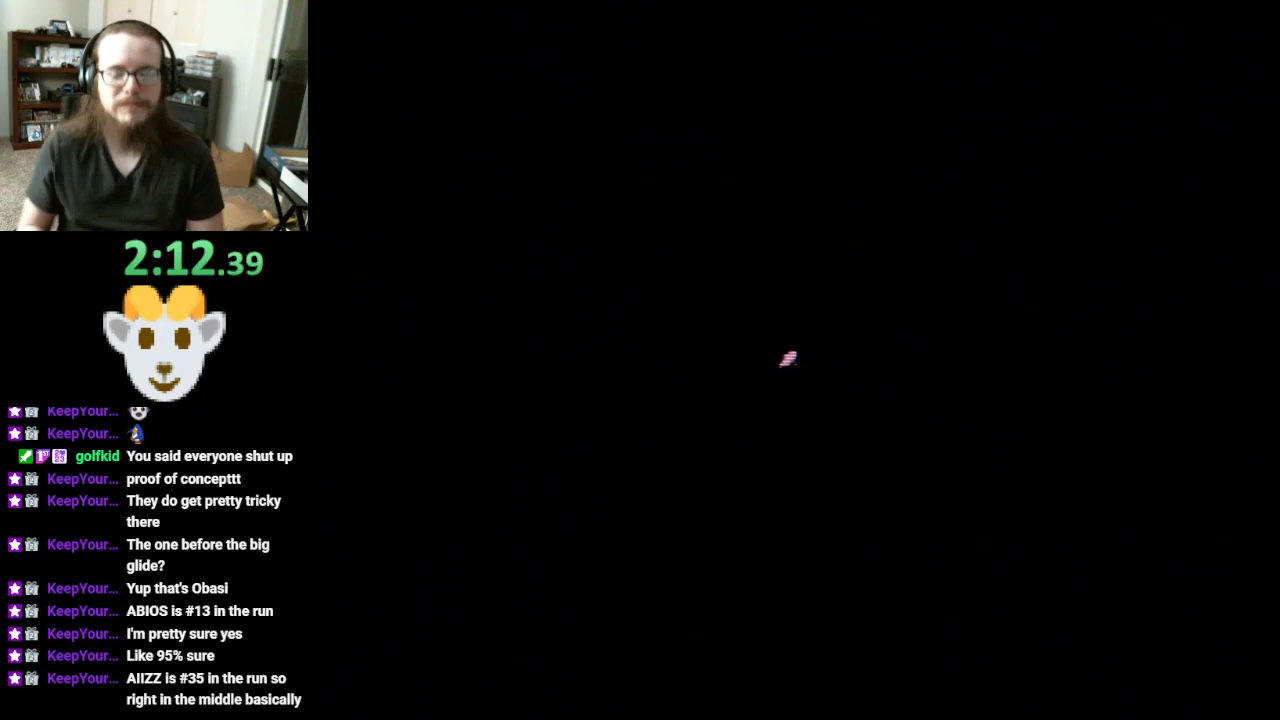 2:12.39
KeepYour...
KeepYour...
golfkid You said everyone shut up
KeepYour... proof of concepttt
KeepYour... They do get pretty tricky
there
KeepYour... The one before the big
glide?
KeepYour... Yup that's Obasi
KeepYour... ABIOS is #13 in the run
KeepYour... I'm pretty sure yes
KeepYour... Like 95% sure
KeepYour... AIIZZ is #35 in the run so
right in the middle basically